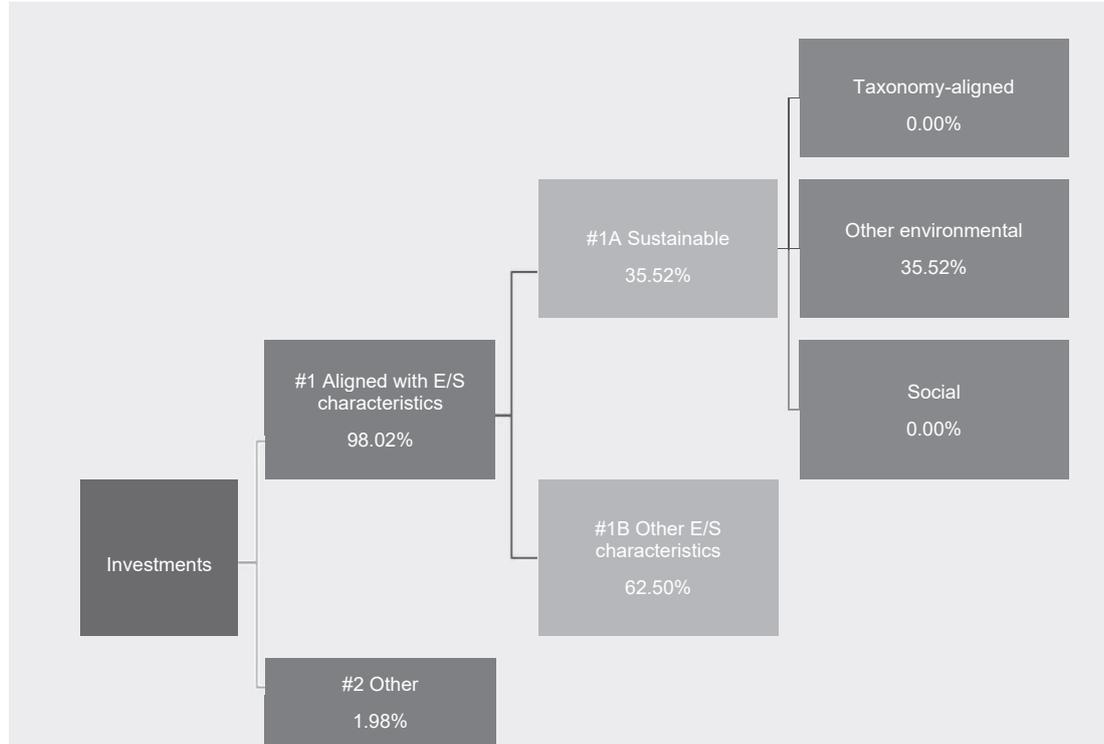 Taxonomy-aligned
0.00%
#1A Sustainable
35.52%
Other environmental
35.52%
#1 Aligned with E/S
characteristics
98.02%
Social
0.00%
Investments
#1B Other E/S
characteristics
62.50%
#2 Other
1.98%